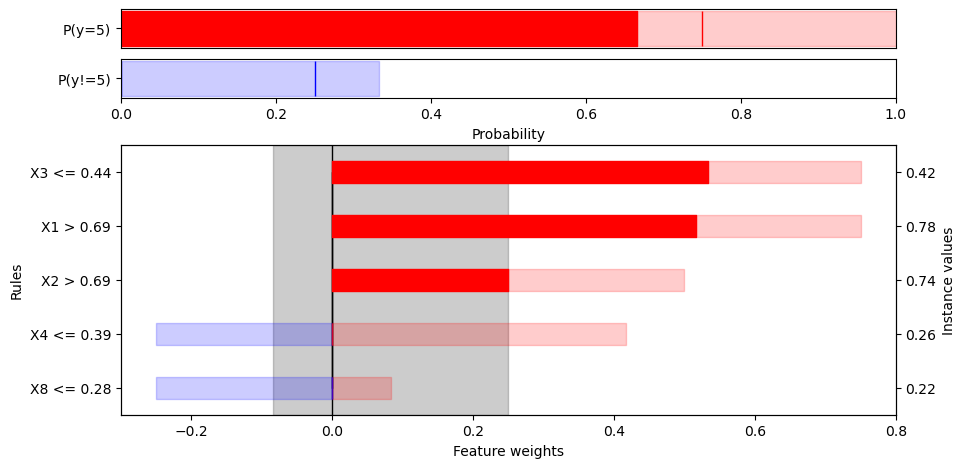 P(y=5)
P(y!=5)
0.0 0.2 0.4 0.6 0.8 1.0
Probability
X3 <= 0.44 0.42
X1 > 0.69 0.78
X2 > 0.69 0.74
X4 <= 0.39 0.26
X8 <= 0.28 0.22
Rules
Instance values
−0.2 0.0 0.2 0.4 0.6 0.8
Feature weights